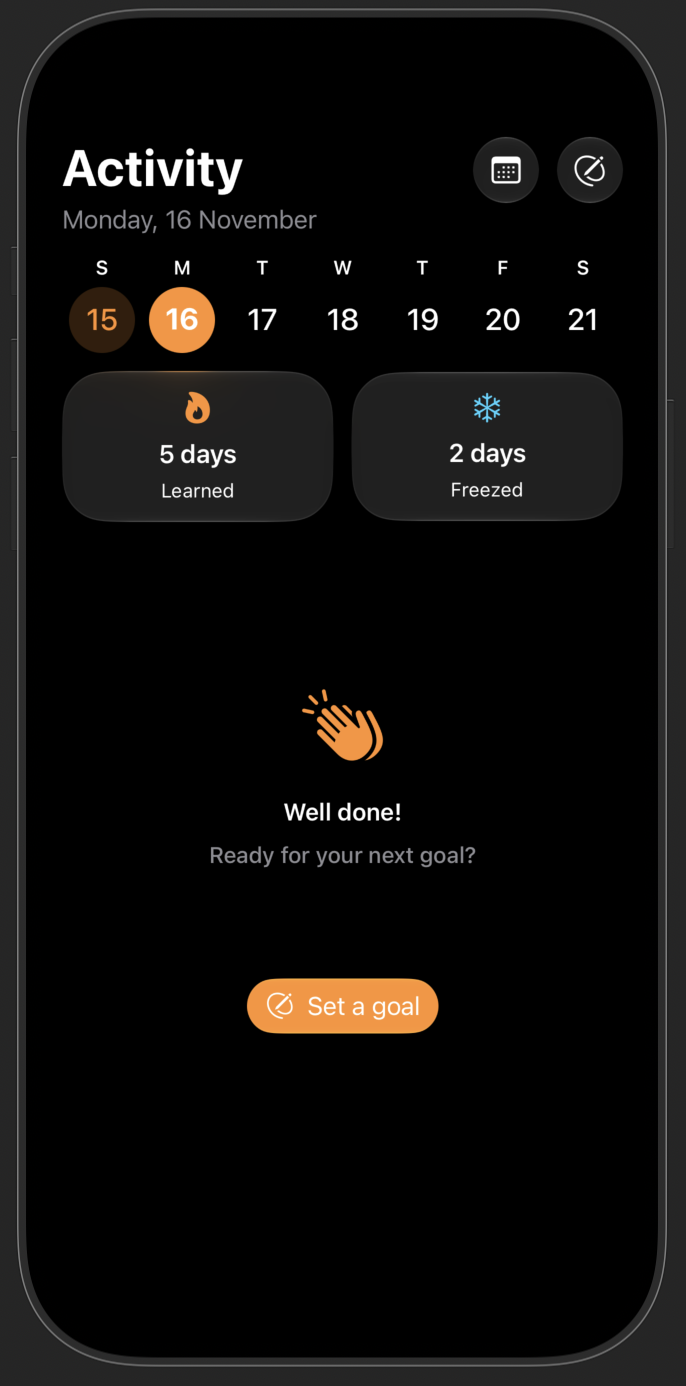 Activity
Monday, 16 November
S M T W T F S
15 16 17 18 19 20 21
5 days
Learned
2 days
Freezed
Well done!
Ready for your next goal?
Set a goal